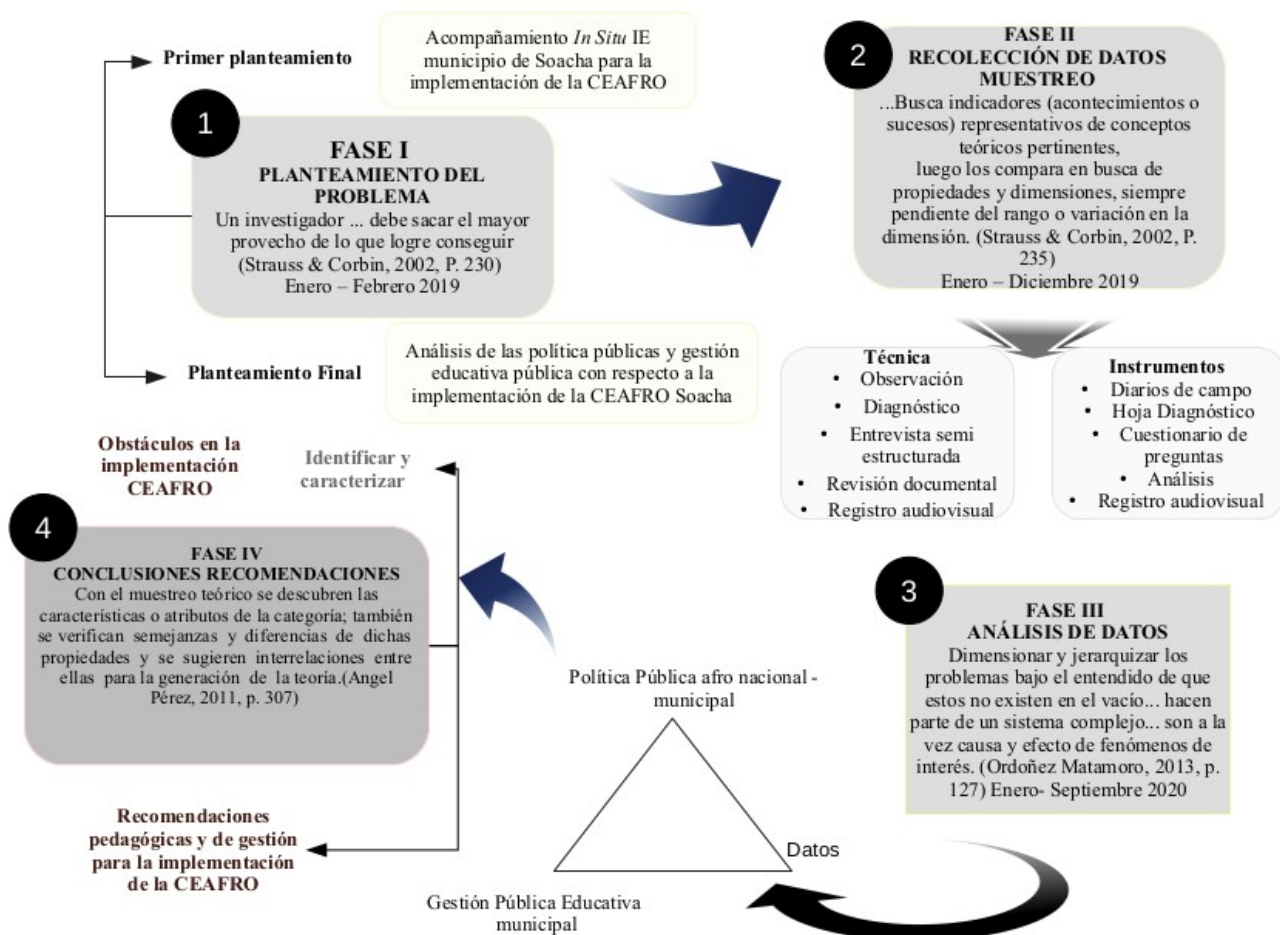 Primer planteamiento
Acompañamiento In Situ IE
municipio de Soacha para la
implementación de la CEAFRO
1
FASE I
PLANTEAMIENTO DEL
PROBLEMA
Un investigador ... debe sacar el mayor
provecho de lo que logre conseguir
(Strauss & Corbin, 2002, P. 230)
Enero – Febrero 2019
Planteamiento Final
Análisis de las política públicas y gestión
educativa pública con respecto a la
implementación de la CEAFRO Soacha
2
FASE II
RECOLECCIÓN DE DATOS
MUESTREO
...Busca indicadores (acontecimientos o
sucesos) representativos de conceptos
teóricos pertinentes,
luego los compara en busca de
propiedades y dimensiones, siempre
pendiente del rango o variación en la
dimensión. (Strauss & Corbin, 2002, P.
235)
Enero – Diciembre 2019
Técnica
• Observación
• Diagnóstico
• Entrevista semi
estructurada
• Revisión documental
• Registro audiovisual
Instrumentos
• Diarios de campo
• Hoja Diagnóstico
• Cuestionario de
preguntas
• Análisis
• Registro audiovisual
3
FASE III
ANÁLISIS DE DATOS
Dimensionar y jerarquizar los
problemas bajo el entendido de que
estos no existen en el vacío... hacen
parte de un sistema complejo... son a la
vez causa y efecto de fenómenos de
interés. (Ordoñez Matamoro, 2013, p.
127) Enero- Septiembre 2020
Política Pública afro nacional -
municipal
Datos
Gestión Pública Educativa
municipal
Obstáculos en la
implementación
CEAFRO
Identificar y
caracterizar
4
FASE IV
CONCLUSIONES RECOMENDACIONES
Con el muestreo teórico se descubren las
características o atributos de la categoría; también
se verifican semejanzas y diferencias de dichas
propiedades y se sugieren interrelaciones entre
ellas para la generación de la teoría.(Angel
Pérez, 2011, p. 307)
Recomendaciones
pedagógicas y de gestión
para la implementación
de la CEAFRO